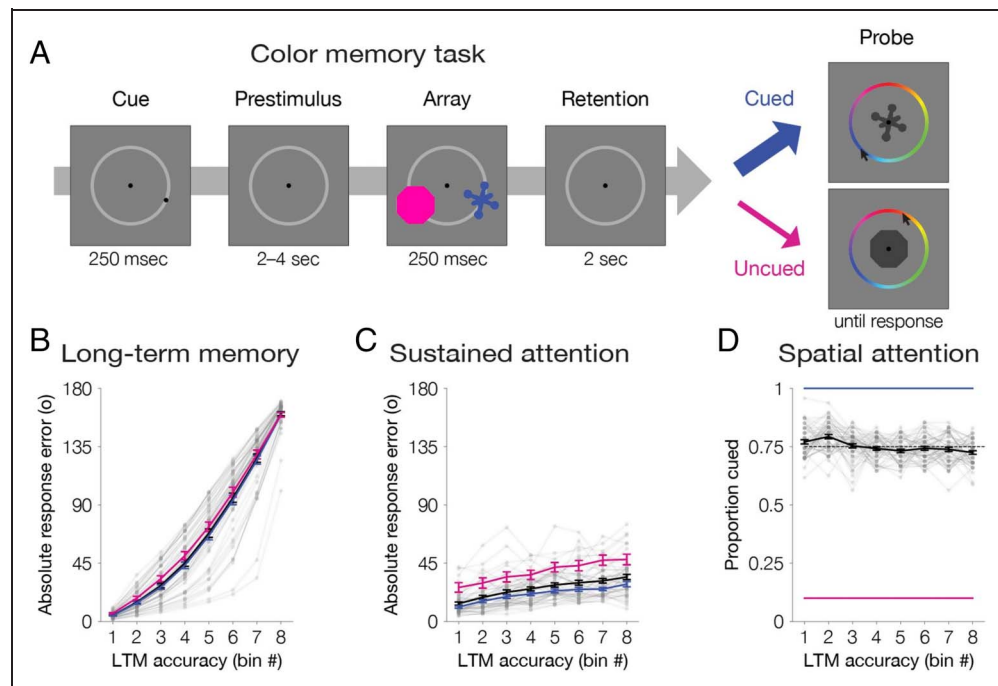 A
Color memory task
Probe
Cue
Prestimulus
Array
Retention
Cued
Uncued
250 msec
2–4 sec
250 msec
2 sec
until response
B
Long-term memory
Absolute response error (o)
180
135
90
45
0
1 2 3 4 5 6 7 8
LTM accuracy (bin #)
C
Sustained attention
Absolute response error (o)
180
135
90
45
0
1 2 3 4 5 6 7 8
LTM accuracy (bin #)
D
Spatial attention
Proportion cued
1
0.75
0.5
0.25
0
1 2 3 4 5 6 7 8
LTM accuracy (bin #)